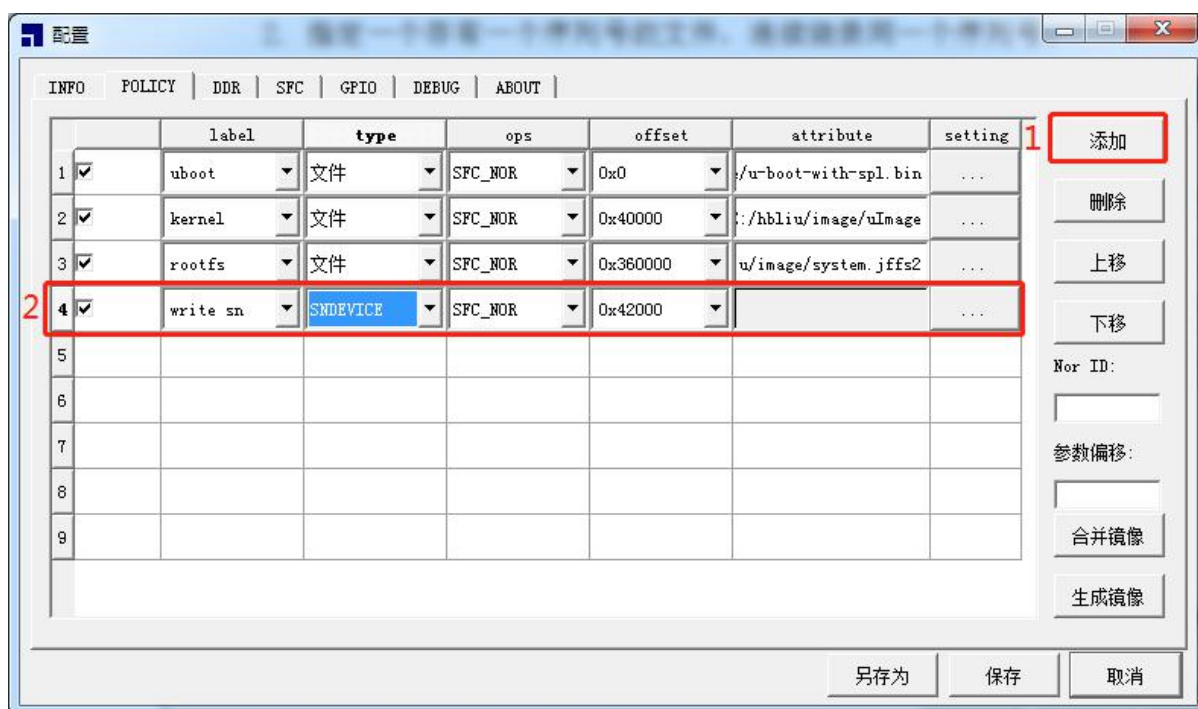 配置
INFO POLICY DDR SFC GPIO DEBUG ABOUT
label type ops offset attribute setting
1 添加
1 uboot 文件 SFC_NOR 0x0 /u-boot-with-spl.bin ...
2 kernel 文件 SFC_NOR 0x40000 :/hbliu/image/uImage ...
删除
3 rootfs 文件 SFC_NOR 0x360000 u/image/system.jffs2 ...
上移
2 4 write sn SNDEVICE SFC_NOR 0x42000 ...
下移
5
Nor ID:
6
7
参数偏移:
8
9
合并镜像
生成镜像
另存为 保存 取消